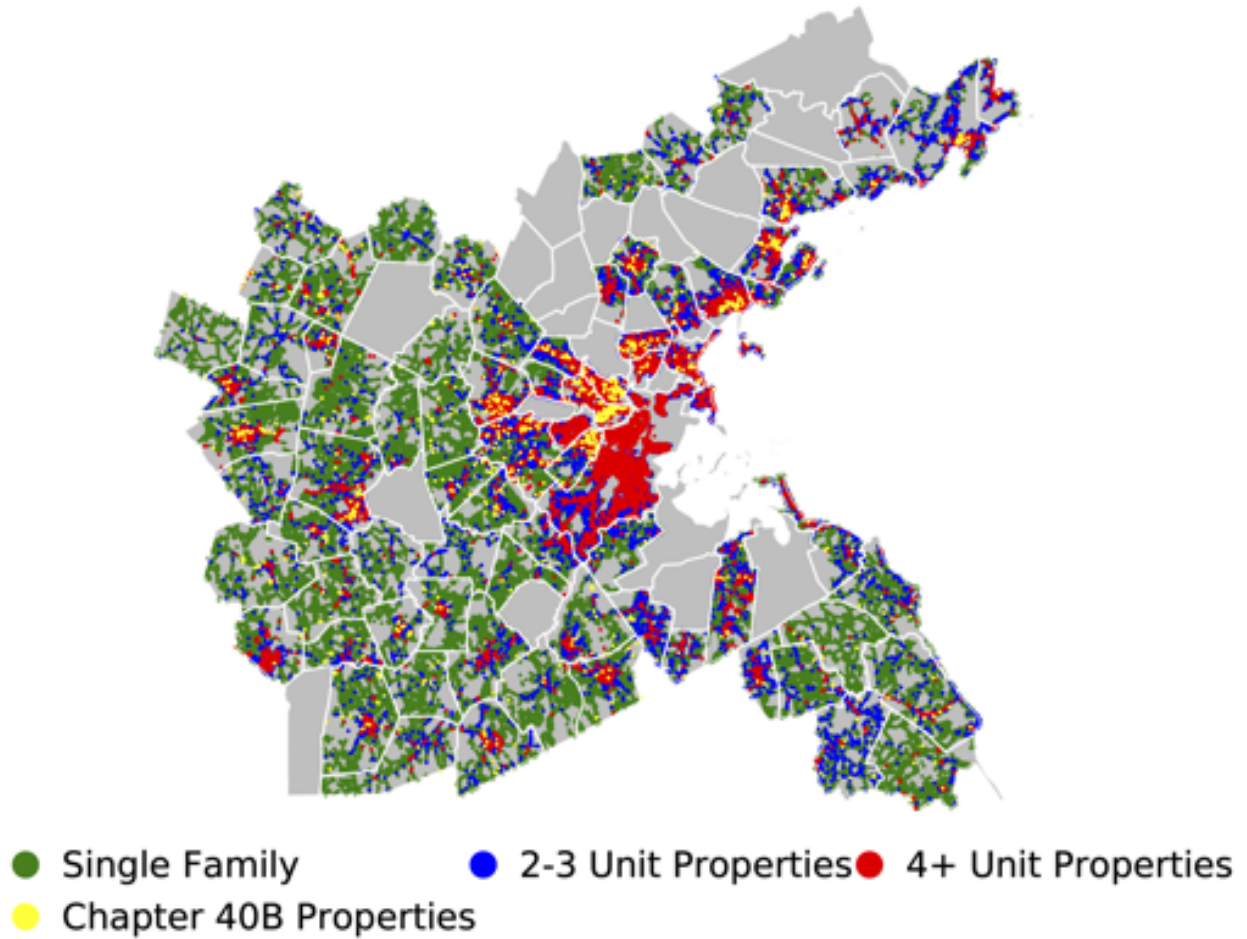 Single Family
2-3 Unit Properties
4+ Unit Properties
Chapter 40B Properties